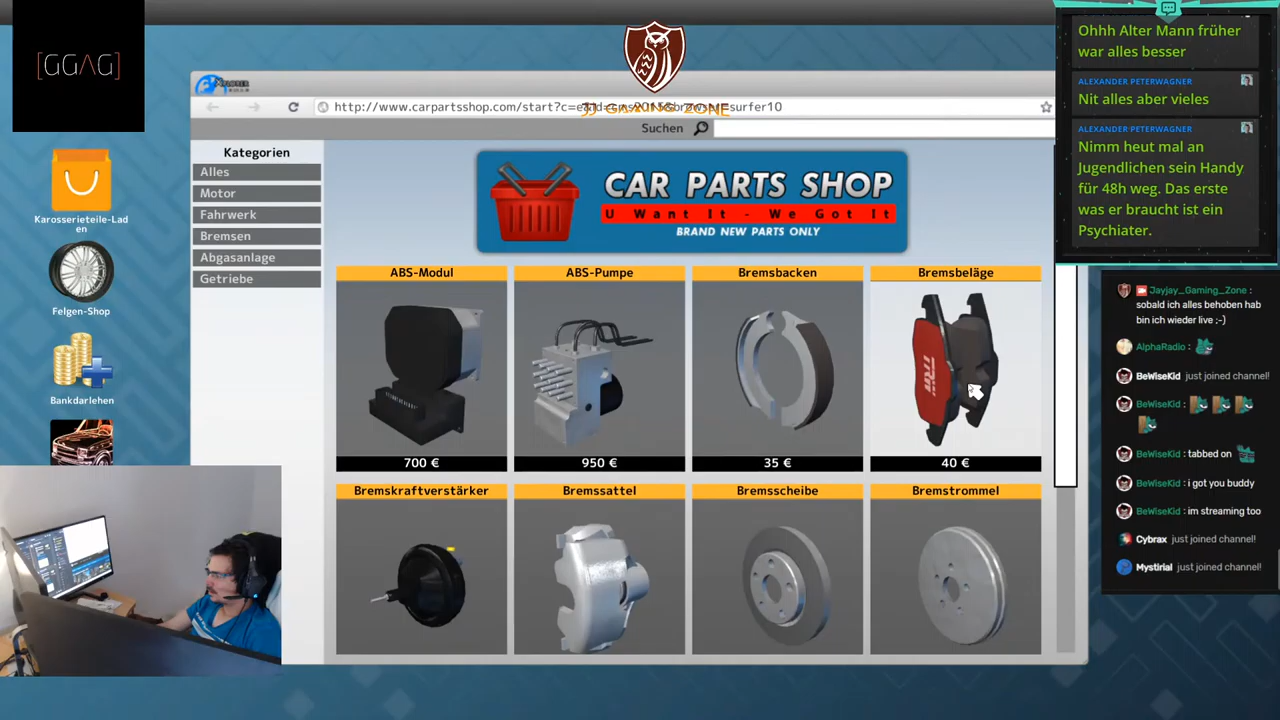 [GGAG]
Karosserieteile-Lad
en
Felgen-Shop
Bankdarlehen
JJ GAMING ZONE
Suchen
Kategorien
Alles
Motor
Fahrwerk
Bremsen
Abgasanlage
Getriebe
CAR PARTS SHOP
U Want It - We Got It
BRAND NEW PARTS ONLY
ABS-Modul
ABS-Pumpe
Bremsbacken
Bremsbeläge
700 €
950 €
35 €
40 €
Bremskraftverstärker
Bremssattel
Bremsscheibe
Bremstrommel
Ohhh Alter Mann früher
war alles besser
ALEXANDER PETERWAGNER
Nit alles aber vieles
ALEXANDER PETERWAGNER
Nimm heut mal an
Jugendlichen sein Handy
für 48h weg. Das erste
was er braucht ist ein
Psychiater.
Jayjay_Gaming_Zone :
sobald ich alles behoben hab
bin ich wieder live ;-)
AlphaRadio :
BeWiseKid just joined channel!
BeWiseKid :
BeWiseKid : tabbed on
BeWiseKid : i got you buddy
BeWiseKid : im streaming too
Cybrax just joined channel!
Mystirial just joined channel!